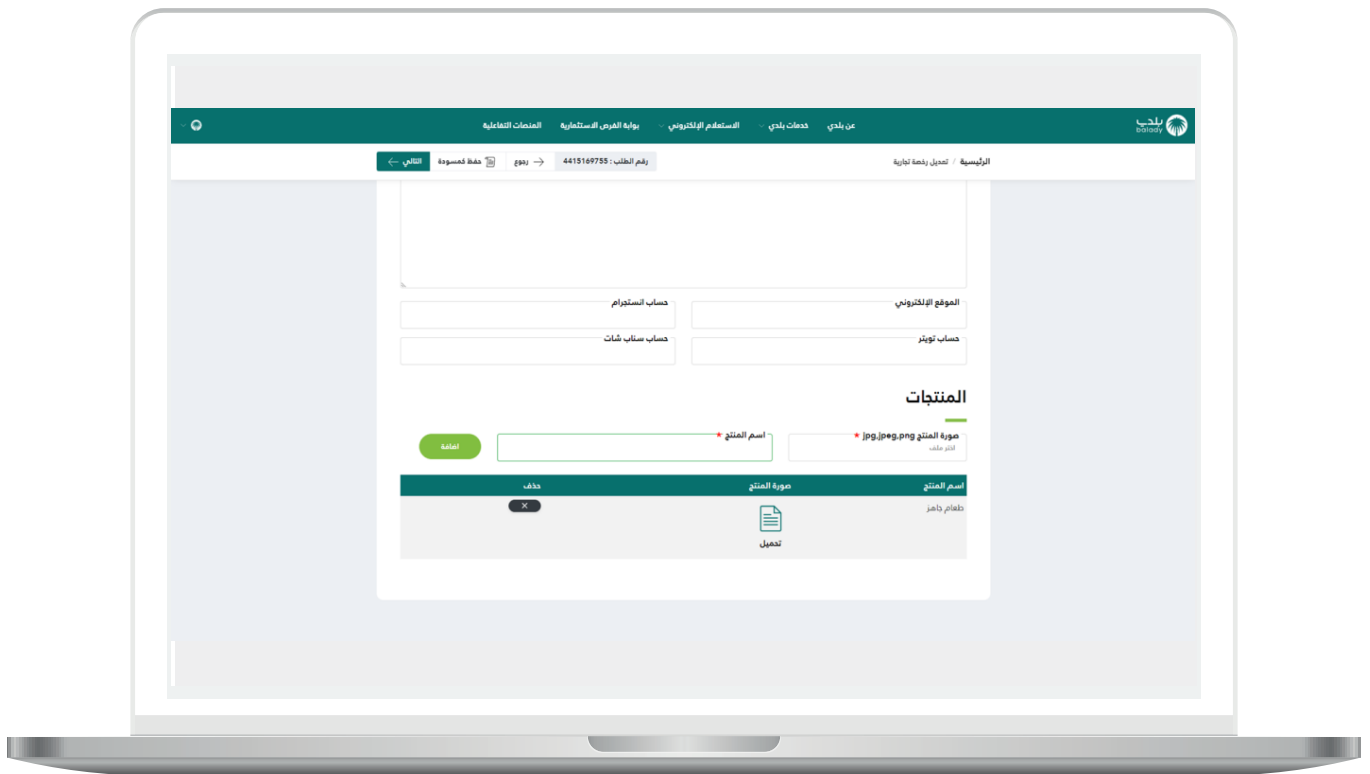 بلدي
balady
عن بلدي خدمات بلدي الاستعلام الإلكتروني بوابة الفرص الاستثمارية المنصات التفاعلية
الرئيسية / تعديل رخصة تجارية
رقم الطلب : 4415169755
رجوع
حفظ كمسودة
التالي
الموقع الإلكتروني
حساب انستجرام
حساب تويتر
حساب سناب شات
المنتجات
صورة المنتج jpg,jpeg,png *
اختر ملف
اسم المنتج *
اضافة
اسم المنتج صورة المنتج حذف
طعام جاهز
تحميل